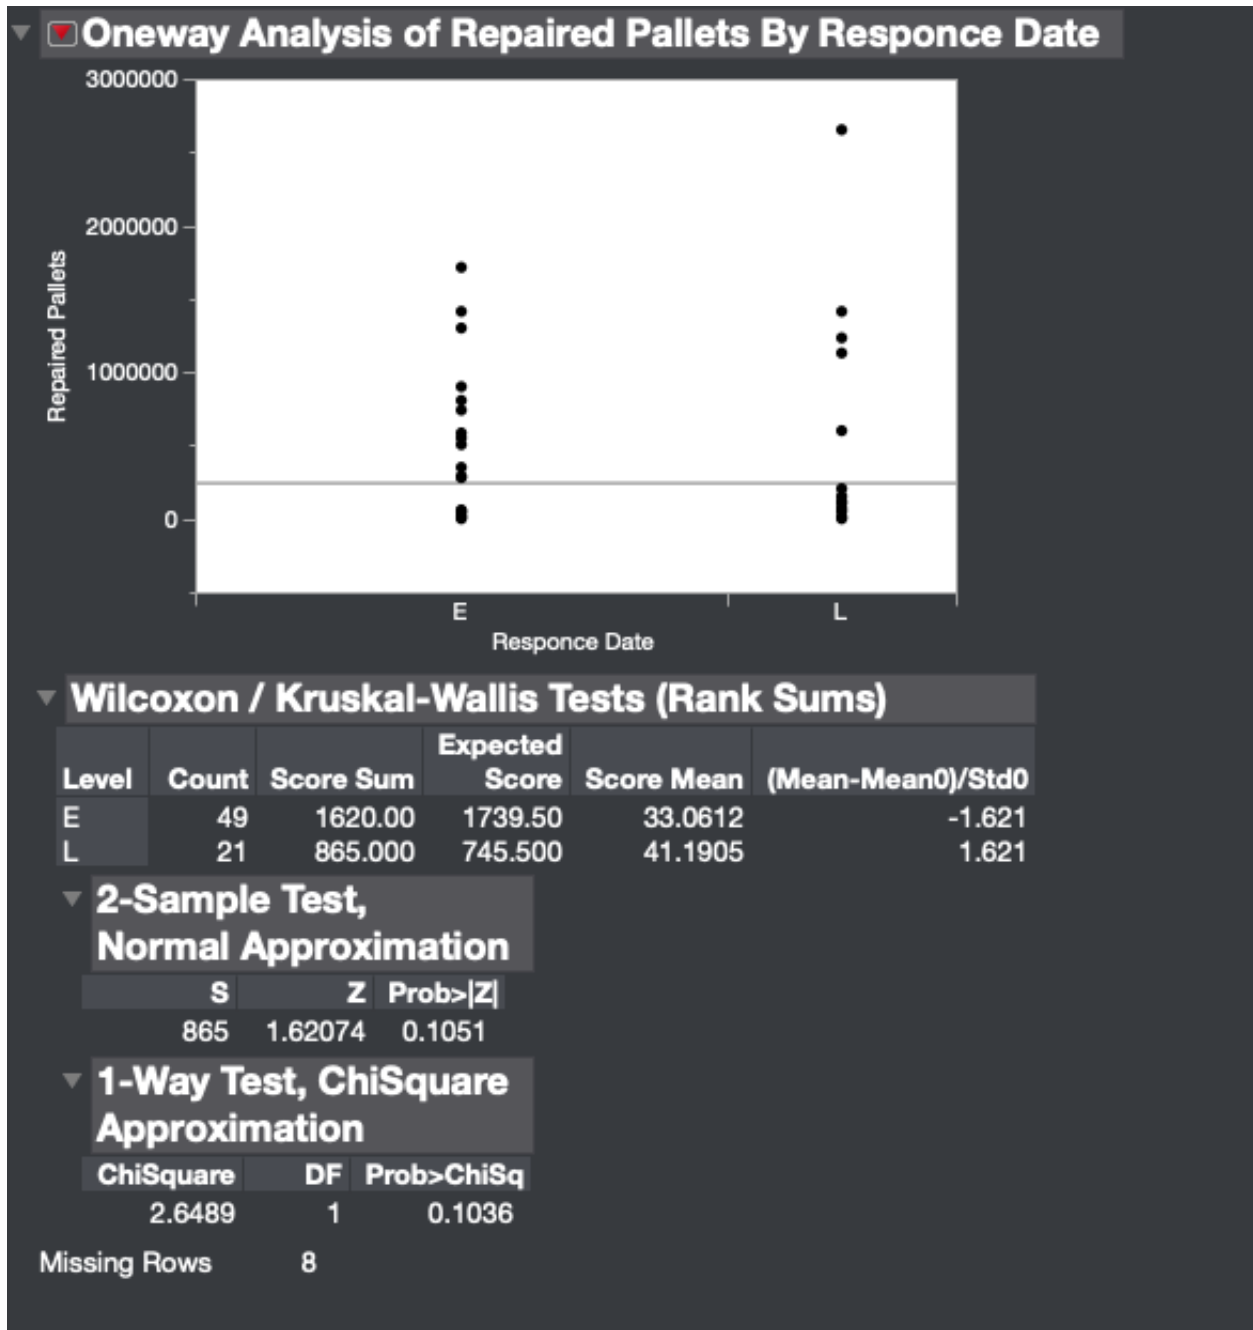 Oneway Analysis of Repaired Pallets By Responce Date
3000000
2000000
1000000
0
Repaired Pallets
E L
Responce Date
Wilcoxon / Kruskal-Wallis Tests (Rank Sums)
Expected
Level Count Score Sum Score Score Mean (Mean-Mean0)/Std0
E 49 1620.00 1739.50 33.0612 -1.621
L 21 865.000 745.500 41.1905 1.621
2-Sample Test,
Normal Approximation
S Z Prob>|Z|
865 1.62074 0.1051
1-Way Test, ChiSquare
Approximation
ChiSquare DF Prob>ChiSq
2.6489 1 0.1036
Missing Rows 8